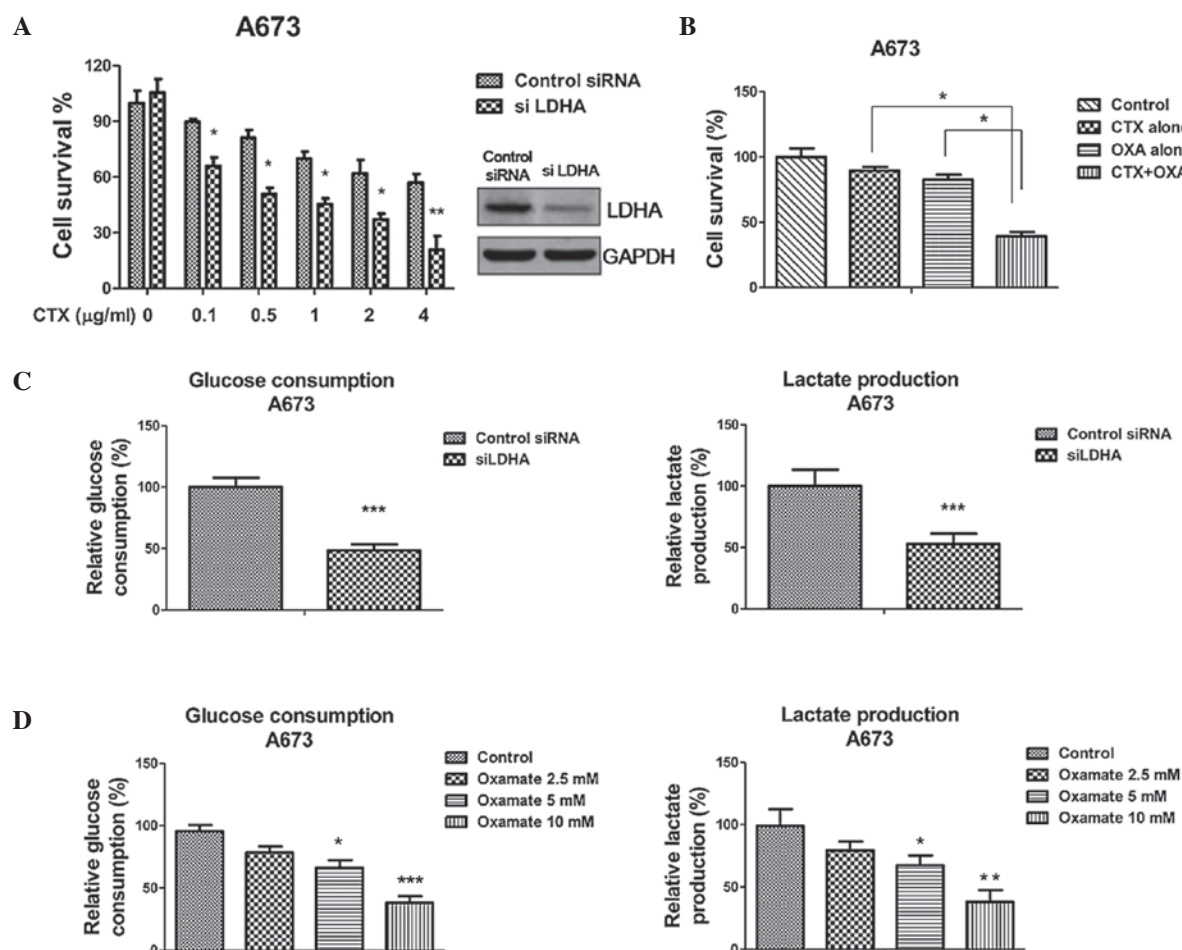 A
A673
Cell survival %
120
90
60
30
0
* * * * **
CTX (μg/ml) 0 0.1 0.5 1 2 4
Control siRNA
si LDHA
Control siRNA
si LDHA
LDHA
GAPDH
B
A673
Cell survival (%)
150
100
50
0
*
*
Control
CTX alon
OXA alon
CTX+OXA
C
Glucose consumption
A673
Relative glucose
consumption (%)
150
100
50
0
***
Control siRNA
siLDHA
Lactate production
A673
Relative lactate
production (%)
150
100
50
0
***
Control siRNA
siLDHA
D
Glucose consumption
A673
Relative glucose
consumption (%)
150
100
50
0
*
***
Control
Oxamate 2.5 mM
Oxamate 5 mM
Oxamate 10 mM
Lactate production
A673
Relative lactate
production (%)
150
100
50
0
*
**
Control
Oxamate 2.5 mM
Oxamate 5 mM
Oxamate 10 mM